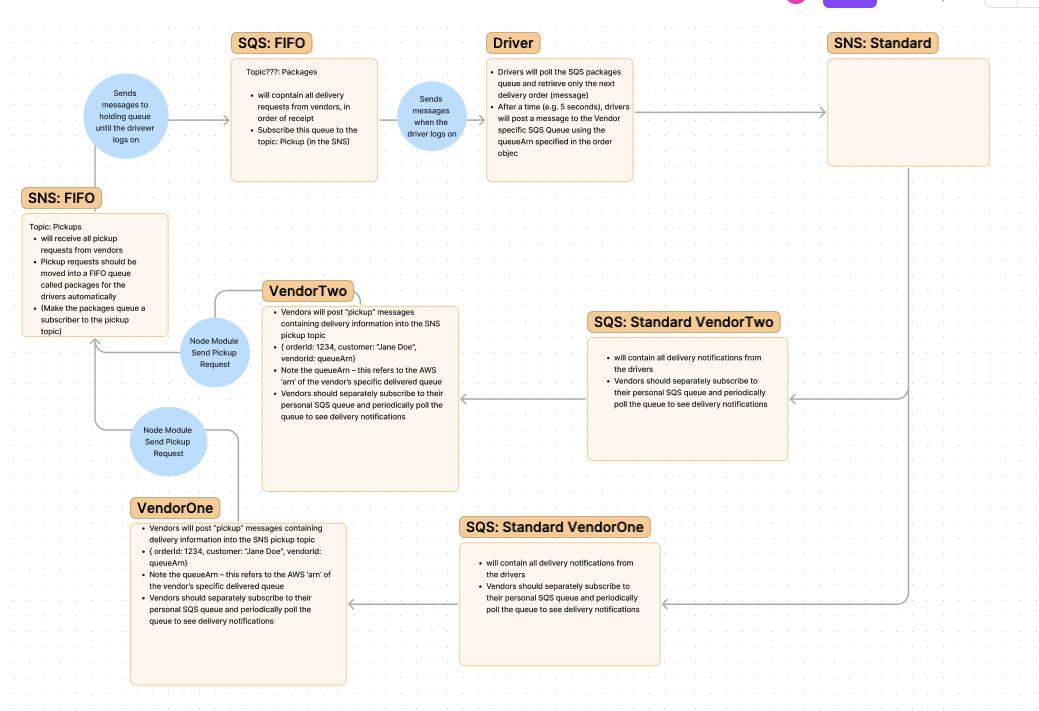 SQS: FIFO
Topic???: Packages
• will copntain all delivery
requests from vendors, in
order of receipt
• Subscribe this queue to the
topic: Pickup (in the SNS)
Driver
• Drivers will poll the SQS packages
queue and retrieve only the next
delivery order (message)
• After a time (e.g. 5 seconds), drivers
will post a message to the Vendor
specific SQS Queue using the
queueArn specified in the order
objec
SNS: Standard
Sends
messages to
holding queue
until the drivewr
logs on
Sends
messages
when the
driver logs on
SNS: FIFO
Topic: Pickups
• will receive all pickup
requests from vendors
• Pickup requests should be
moved into a FIFO queue
called packages for the
drivers automatically
• (Make the packages queue a
subscriber to the pickup
topic)
VendorTwo
• Vendors will post "pickup" messages
containing delivery information into the SNS
pickup topic
• { orderId: 1234, customer: "Jane Doe",
vendorId: queueArn}
• Note the queueArn – this refers to the AWS
'arn' of the vendor's specific delivered queue
• Vendors should separately subscribe to their
personal SQS queue and periodically poll the
queue to see delivery notifications
SQS: Standard VendorTwo
• will contain all delivery notifications from
the drivers
• Vendors should separately subscribe to
their personal SQS queue and periodically
poll the queue to see delivery notifications
Node Module
Send Pickup
Request
Node Module
Send Pickup
Request
VendorOne
• Vendors will post "pickup" messages containing
delivery information into the SNS pickup topic
• { orderId: 1234, customer: "Jane Doe", vendorId:
queueArn}
• Note the queueArn – this refers to the AWS 'arn' of
the vendor's specific delivered queue
• Vendors should separately subscribe to their
personal SQS queue and periodically poll the
queue to see delivery notifications
SQS: Standard VendorOne
• will contain all delivery notifications from
the drivers
• Vendors should separately subscribe to
their personal SQS queue and periodically
poll the queue to see delivery notifications